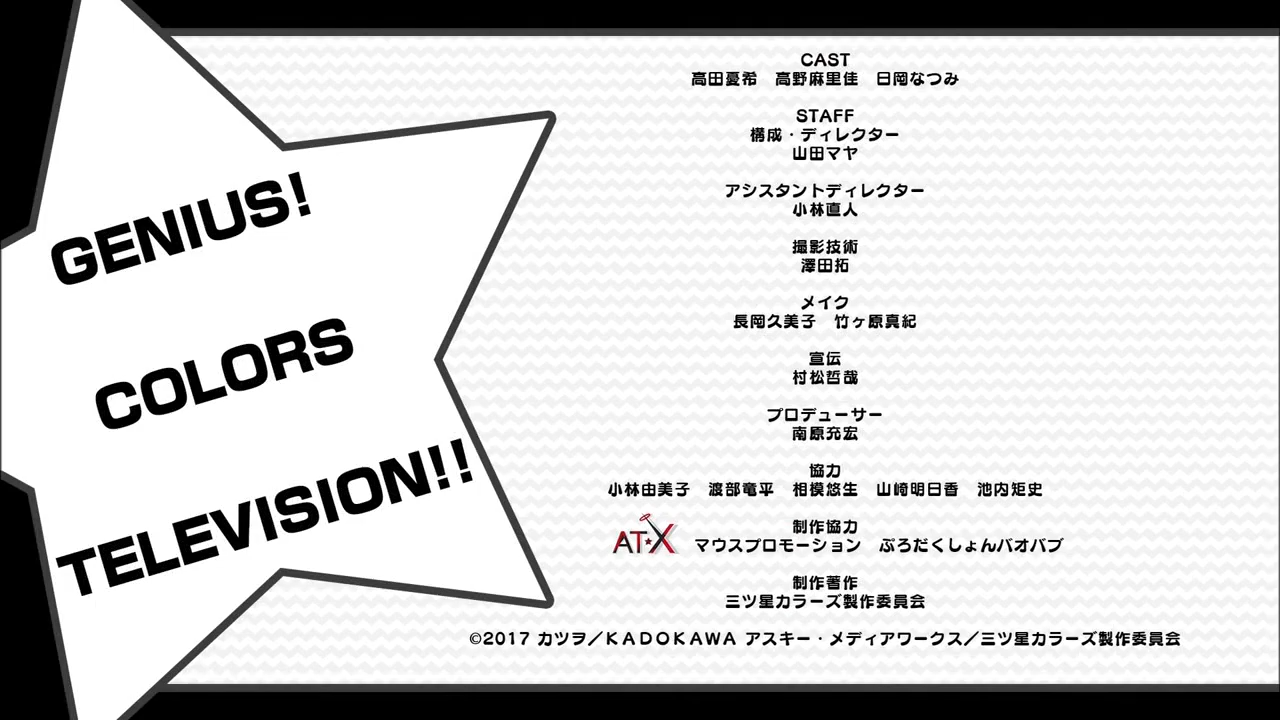 GENIUS!
COLORS
TELEVISION!!
CAST
高田憂希　高野麻里佳　日岡なつみ
STAFF
構成・ディレクター
山田マヤ
アシスタントディレクター
小林直人
撮影技術
澤田拓
メイク
長岡久美子　竹ヶ原真紀
宣伝
村松哲哉
プロデューサー
南原充宏
協力
小林由美子　渡部竜平　相模悠生　山崎明日香　池内矩史
制作協力
AT★X マウスプロモーション　ぷろだくしょんバオバブ
制作著作
三ツ星カラーズ製作委員会
©2017 カツヲ／KADOKAWA アスキー・メディアワークス／三ツ星カラーズ製作委員会